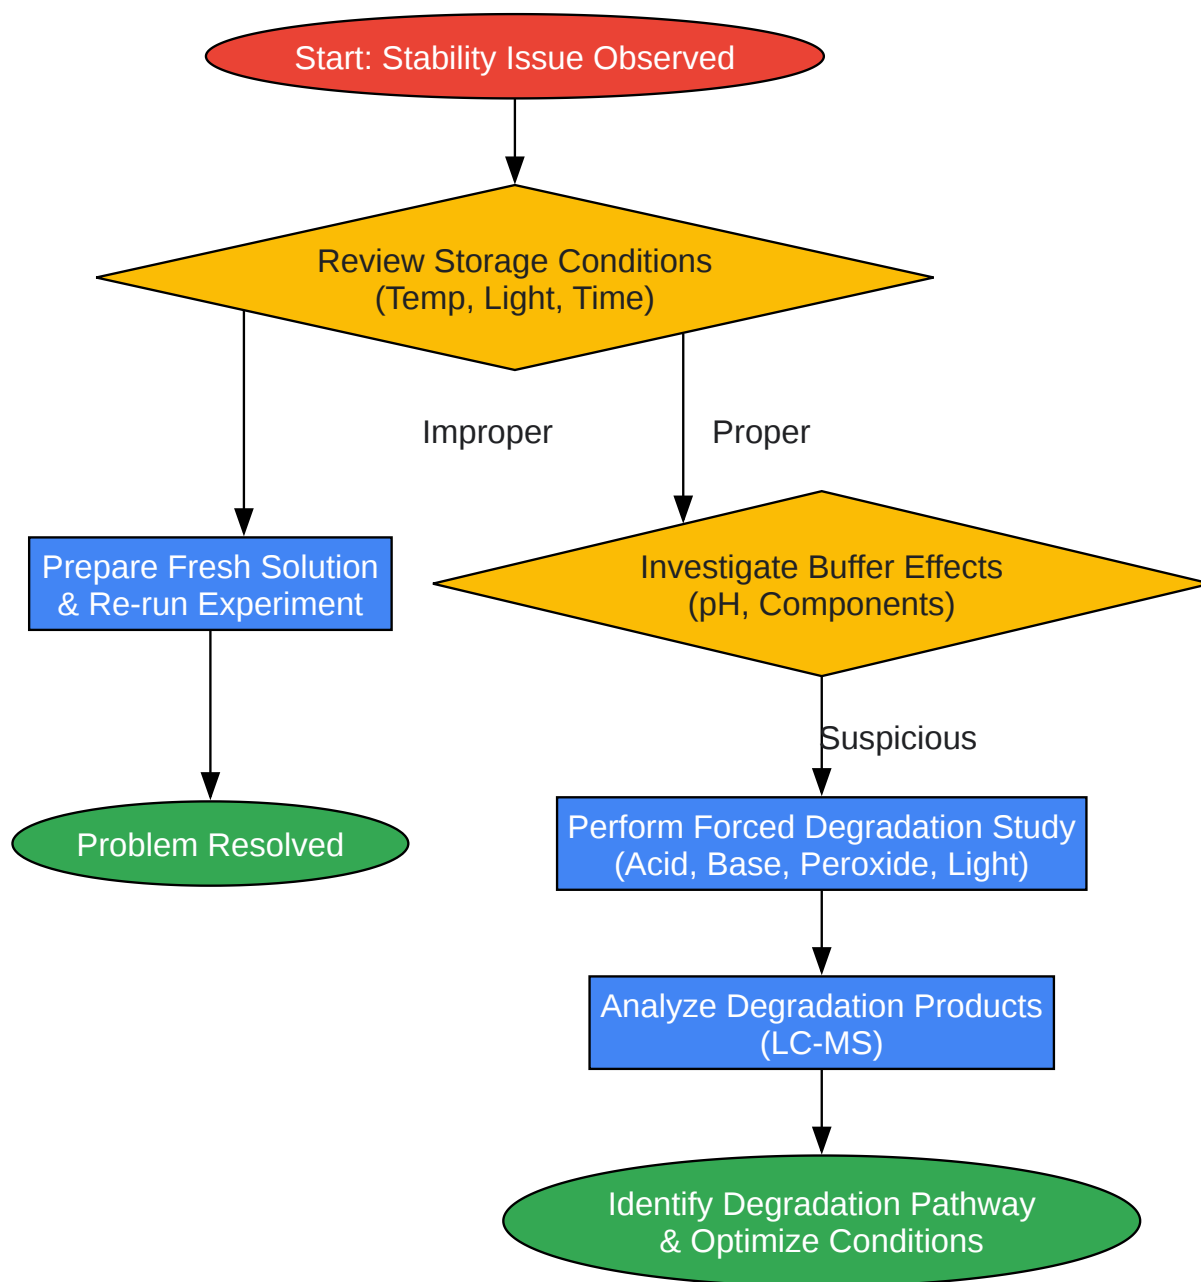 Start: Stability Issue Observed
Review Storage Conditions
(Temp, Light, Time)
Improper
Proper
Prepare Fresh Solution
& Re-run Experiment
Investigate Buffer Effects
(pH, Components)
Suspicious
Problem Resolved
Perform Forced Degradation Study
(Acid, Base, Peroxide, Light)
Analyze Degradation Products
(LC-MS)
Identify Degradation Pathway
& Optimize Conditions